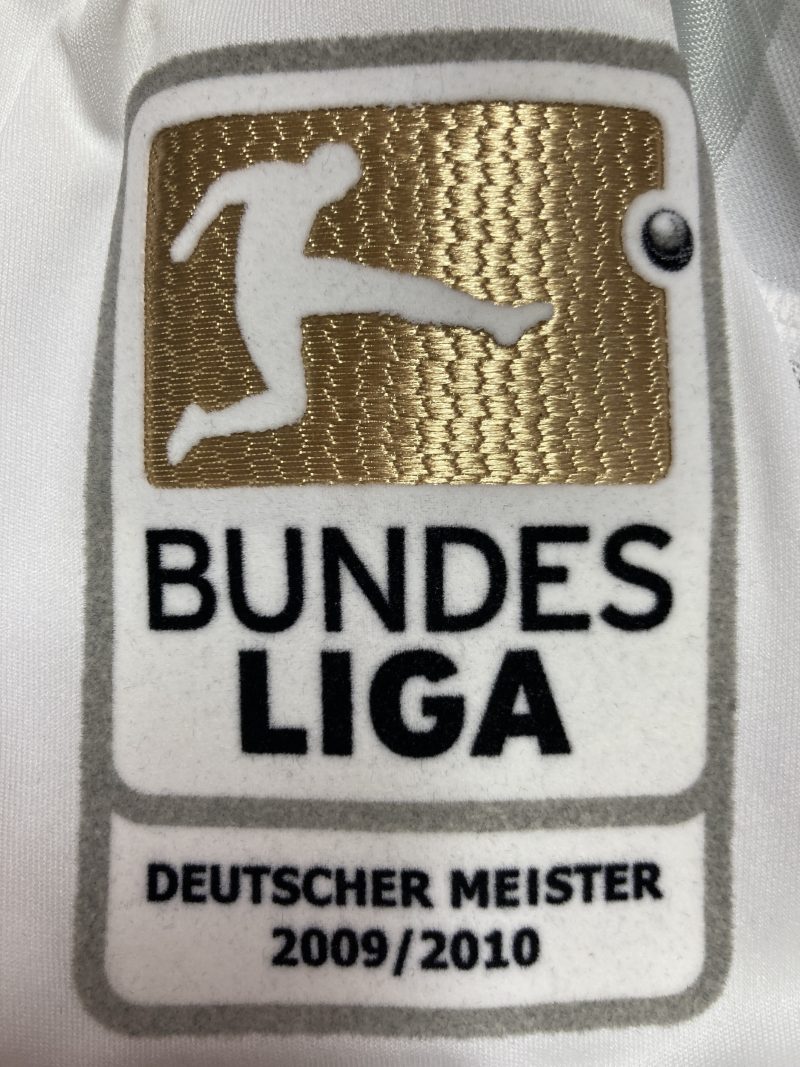 BUNDES
LIGA
DEUTSCHER MEISTER
2009/2010